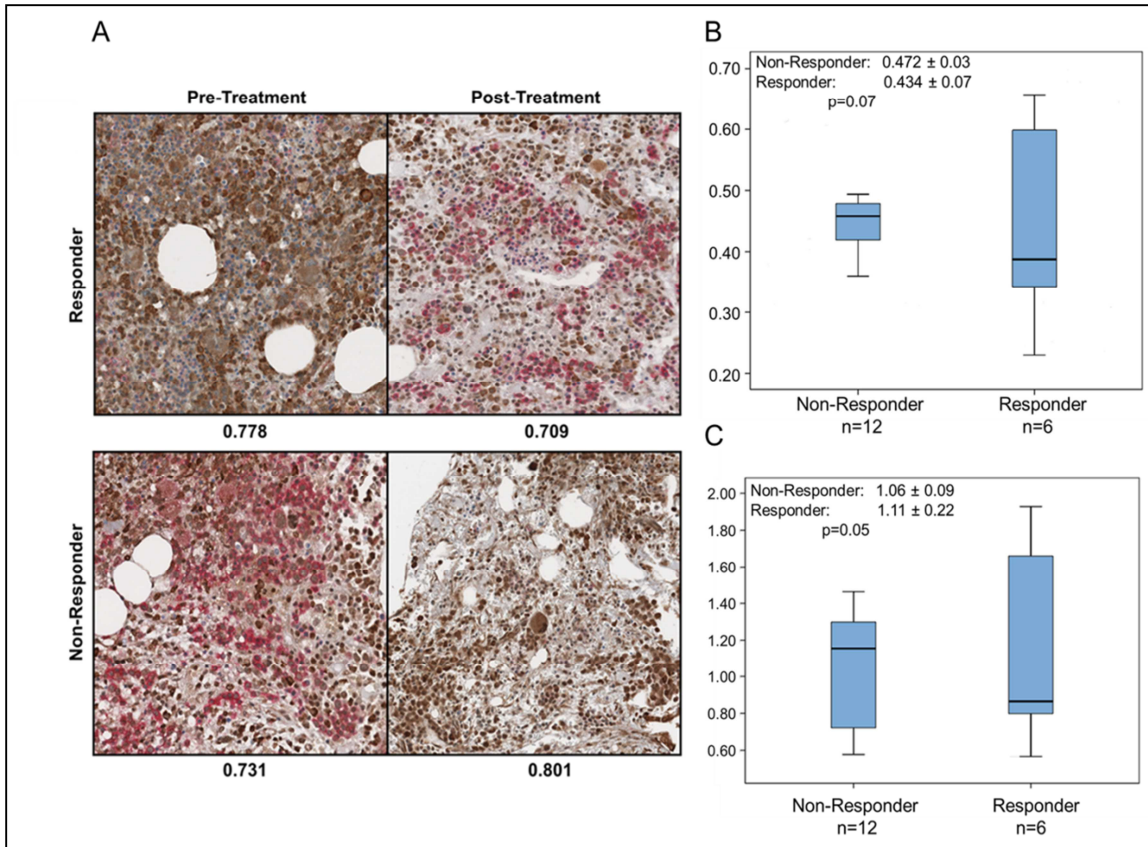 A
Pre-Treatment Post-Treatment
Responder
0.778 0.709
Non-Responder
0.731 0.801
B
Non-Responder: 0.472 ± 0.03
Responder: 0.434 ± 0.07
p=0.07
0.70
0.60
0.50
0.40
0.30
0.20
Non-Responder Responder
n=12 n=6
C
Non-Responder: 1.06 ± 0.09
Responder: 1.11 ± 0.22
p=0.05
2.00
1.80
1.60
1.40
1.20
1.00
0.80
0.60
Non-Responder Responder
n=12 n=6